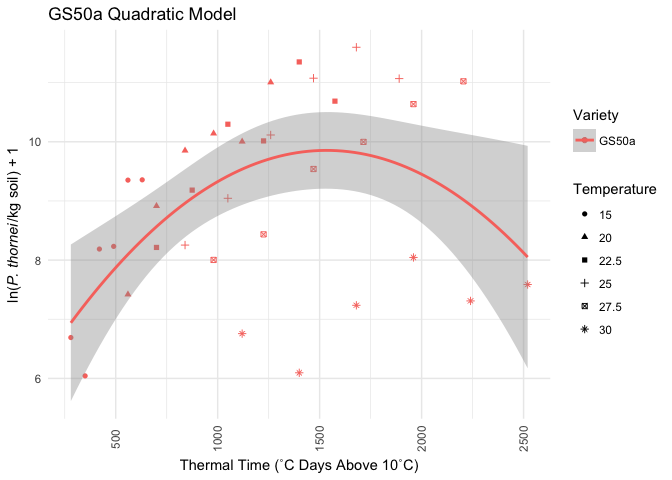 GS50a Quadratic Model
ln(P. thornei/kg soil) + 1
10
8
6
500
1000
1500
2000
2500
Thermal Time (˚C Days Above 10˚C)
Variety
GS50a
Temperature
15
20
22.5
25
27.5
30